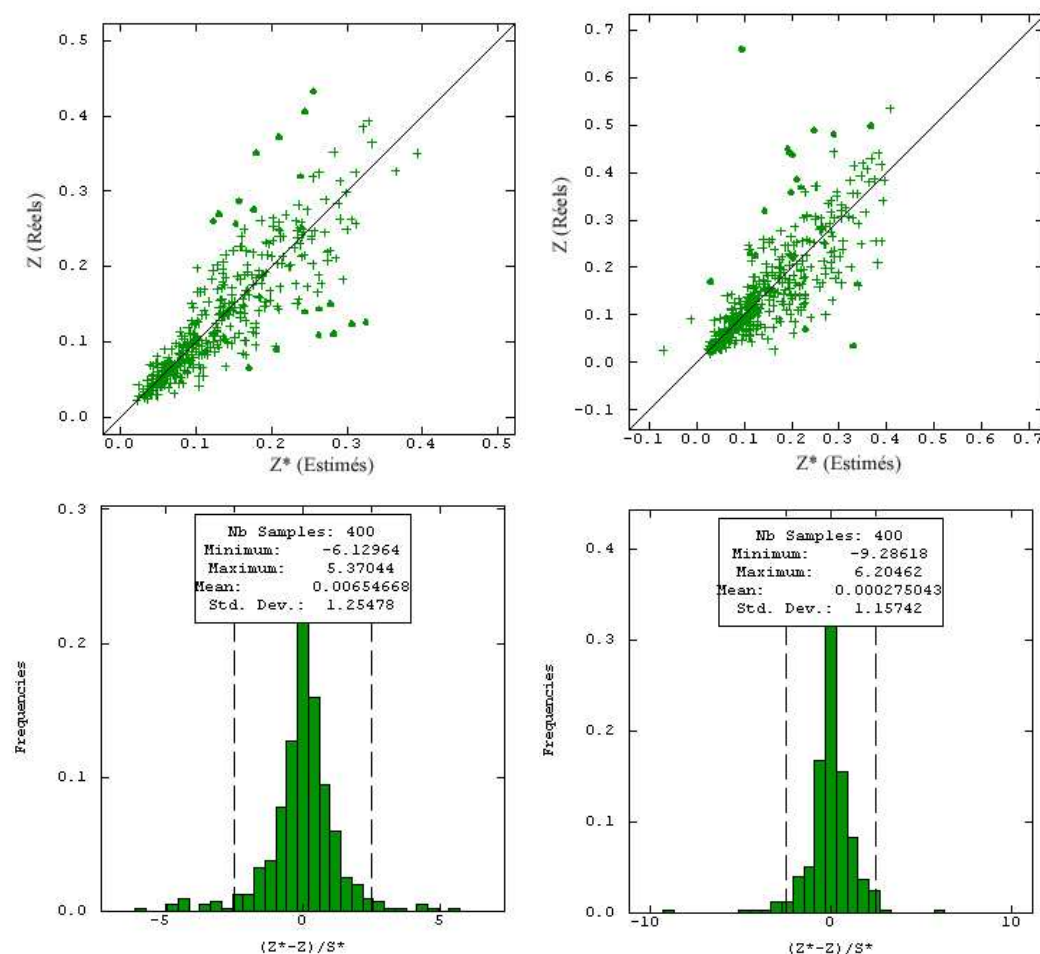 0.5
0.4
0.3
0.2
0.1
0.0
Z (Réels)
0.0 0.1 0.2 0.3 0.4 0.5
Z* (Estimés)
0.7
0.6
0.5
0.4
0.3
0.2
0.1
0.0
-0.1
Z (Réels)
-0.1 0.0 0.1 0.2 0.3 0.4 0.5 0.6 0.7
Z* (Estimés)
0.3
0.2
0.1
0.0
Frequencies
Nb Samples: 400
Minimum: -6.12964
Maximum: 5.37044
Mean: 0.00654668
Std. Dev.: 1.25478
-5 0 5
(Z*-Z)/S*
0.4
0.3
0.2
0.1
0.0
Frequencies
Nb Samples: 400
Minimum: -9.28618
Maximum: 6.20462
Mean: 0.000275043
Std. Dev.: 1.15742
-10 0 10
(Z*-Z)/S*